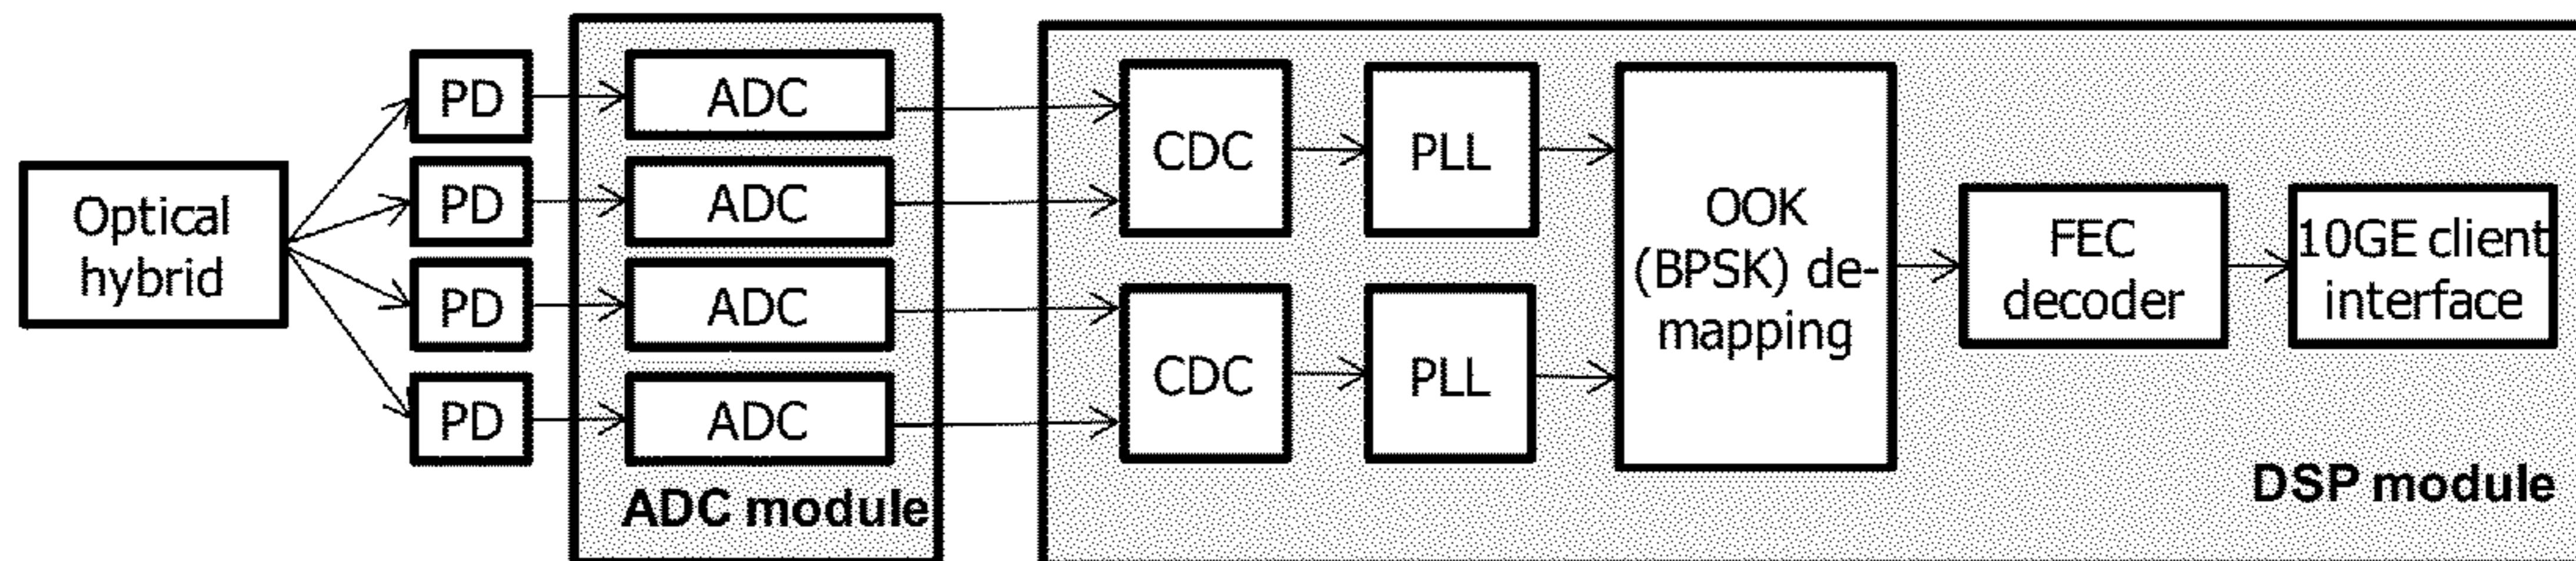 Optical
hybrid
PD
PD
PD
PD
ADC
ADC
ADC
ADC
ADC module
CDC
PLL
CDC
PLL
OOK
(BPSK) de-
mapping
FEC
decoder
10GE client
interface
DSP module